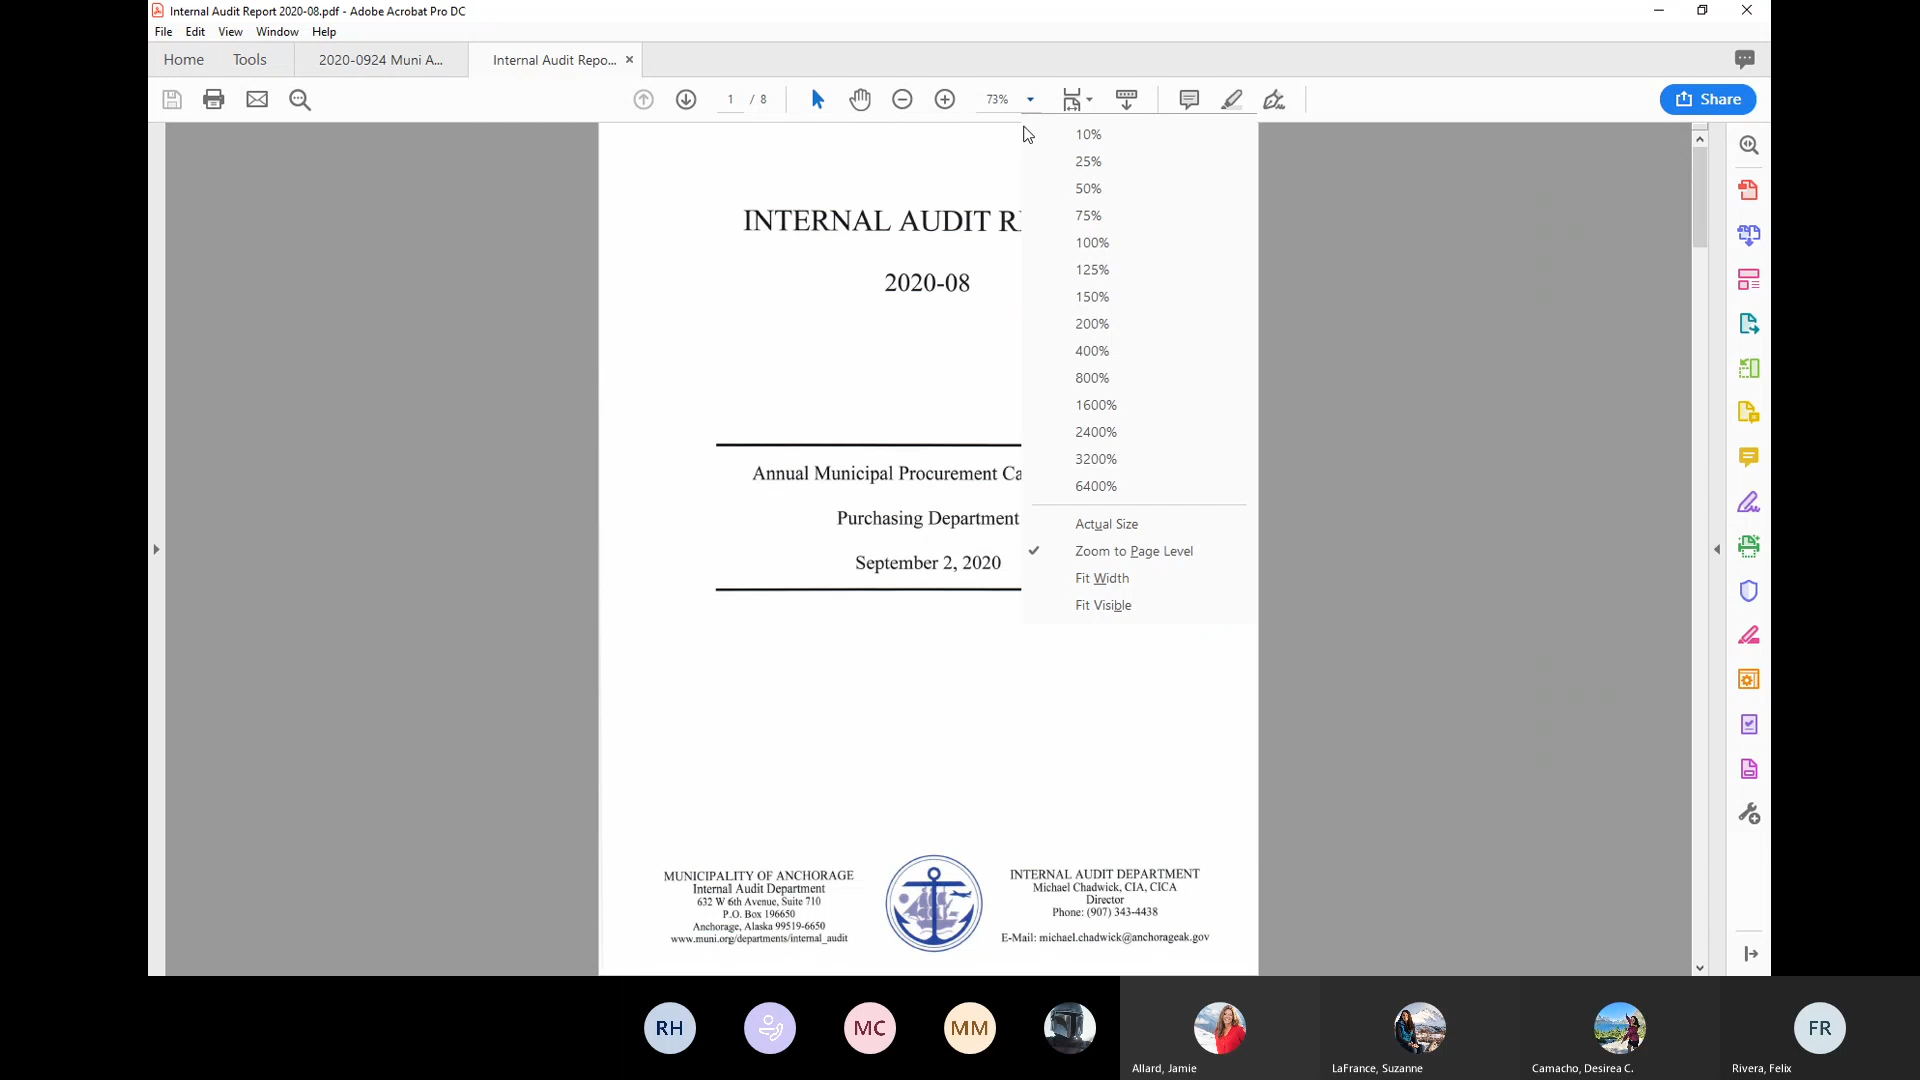 Internal Audit Report 2020-08.pdf - Adobe Acrobat Pro DC
File Edit View Window Help
Home Tools 2020-0924 Muni A... Internal Audit Repo... ×
1 / 8 73% Share
10%
25%
50%
75%
100%
125%
150%
200%
400%
800%
1600%
2400%
3200%
6400%
Actual Size
Zoom to Page Level
Fit Width
Fit Visible
INTERNAL AUDIT R
2020-08
Annual Municipal Procurement Ca
Purchasing Department
September 2, 2020
MUNICIPALITY OF ANCHORAGE
Internal Audit Department
632 W 6th Avenue, Suite 710
P.O. Box 196650
Anchorage, Alaska 99519-6650
www.muni.org/departments/internal_audit
INTERNAL AUDIT DEPARTMENT
Michael Chadwick, CIA, CICA
Director
Phone: (907) 343-4438
E-Mail: michael.chadwick@anchorageak.gov
RH MC MM FR
Allard, Jamie LaFrance, Suzanne Camacho, Desirea C. Rivera, Felix